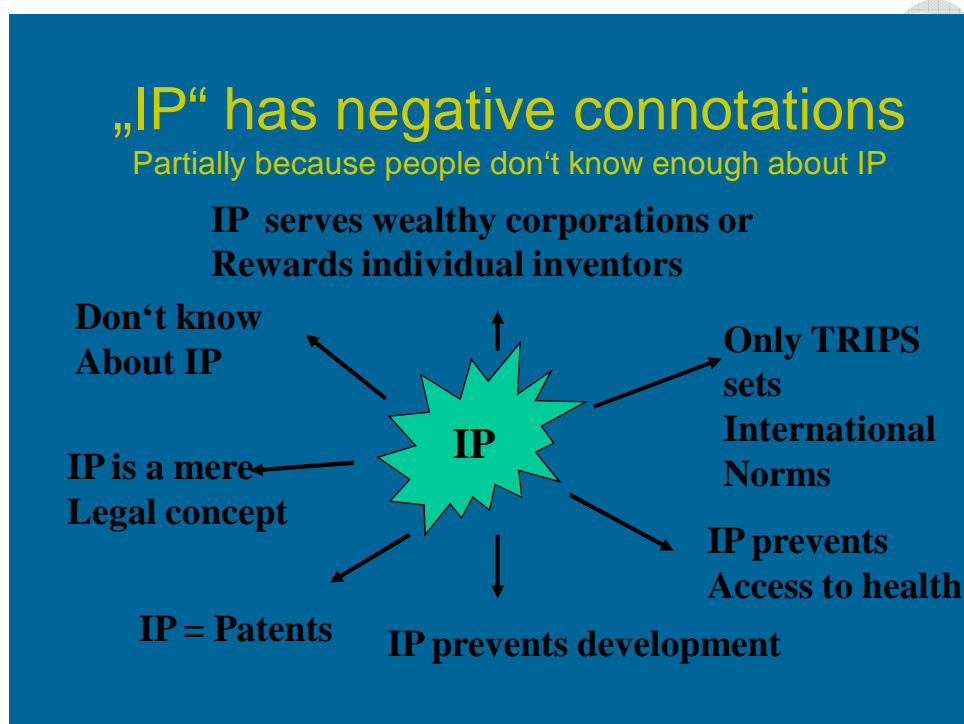 „IP“ has negative connotations
Partially because people don‘t know enough about IP
IP serves wealthy corporations or
Rewards individual inventors
Don‘t know
About IP
Only TRIPS
sets
International
Norms
IP
IP is a mere
Legal concept
IP prevents
Access to health
IP = Patents
IP prevents development